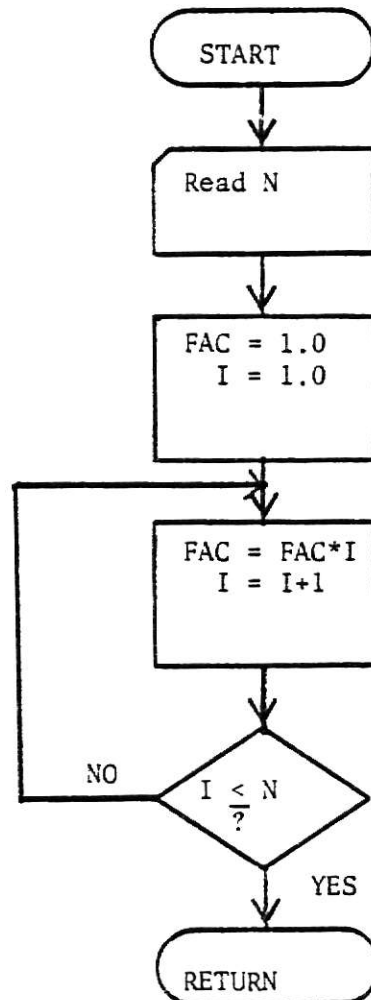 START
Read N
FAC = 1.0
I = 1.0
FAC = FAC*I
I = I+1
NO
I ≤ N
?
YES
RETURN